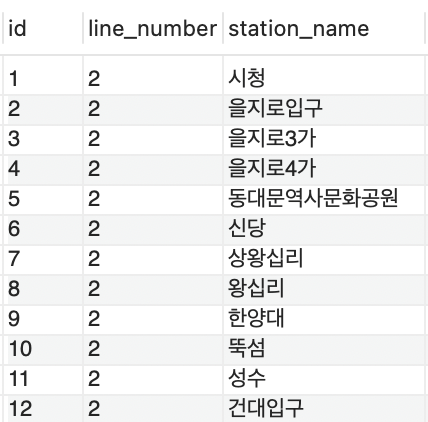 id line_number station_name
1 2 시청
2 2 을지로입구
3 2 을지로3가
4 2 을지로4가
5 2 동대문역사문화공원
6 2 신당
7 2 상왕십리
8 2 왕십리
9 2 한양대
10 2 뚝섬
11 2 성수
12 2 건대입구